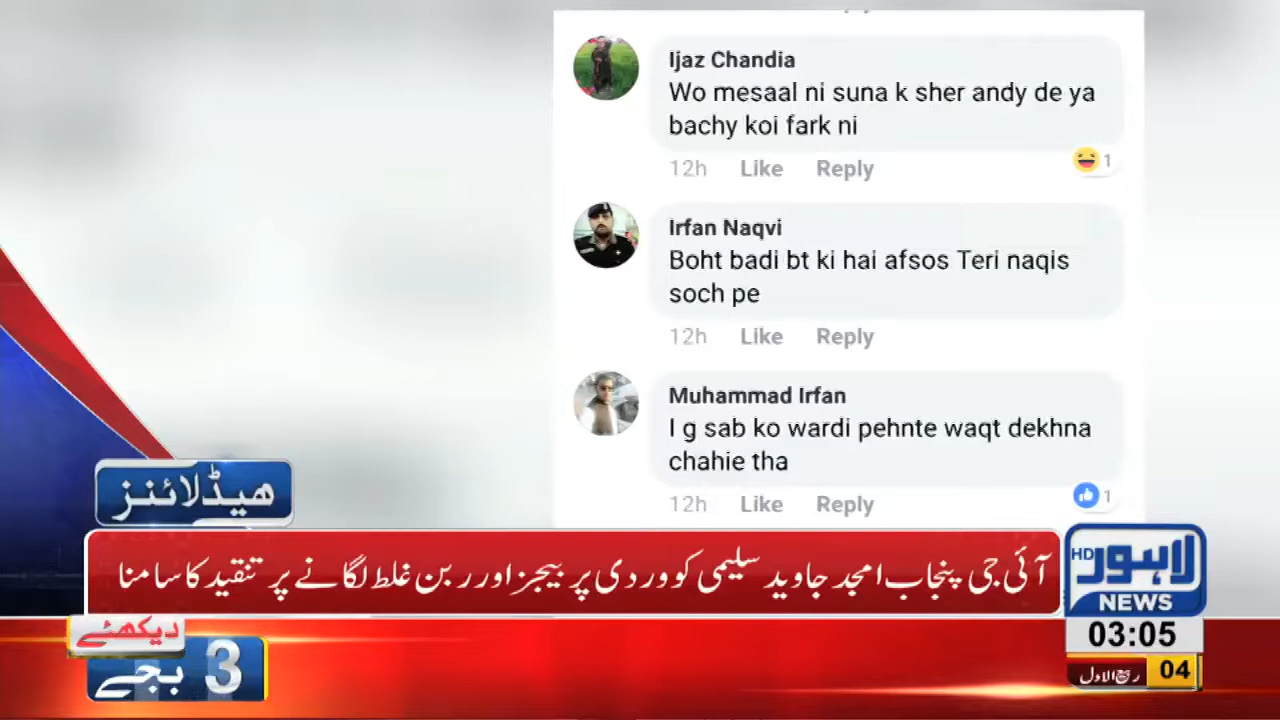 Ijaz Chandia
Wo mesaal ni suna k sher andy de ya
bachy koi fark ni
12h Like Reply 1
Irfan Naqvi
Boht badi bt ki hai afsos Teri naqis
soch pe
12h Like Reply
Muhammad Irfan
I g sab ko wardi pehnte waqt dekhna
chahie tha
12h Like Reply 1
ھیڈلائنز
آئی جی پنجاب امجد جاوید سلیمی کو وردی پر بیجز اور ربن غلط لگانے پر تنقید کا سامنا
لاہور HD
NEWS
03:05
04 ربیع الاول
دیکھئے
3 بجے